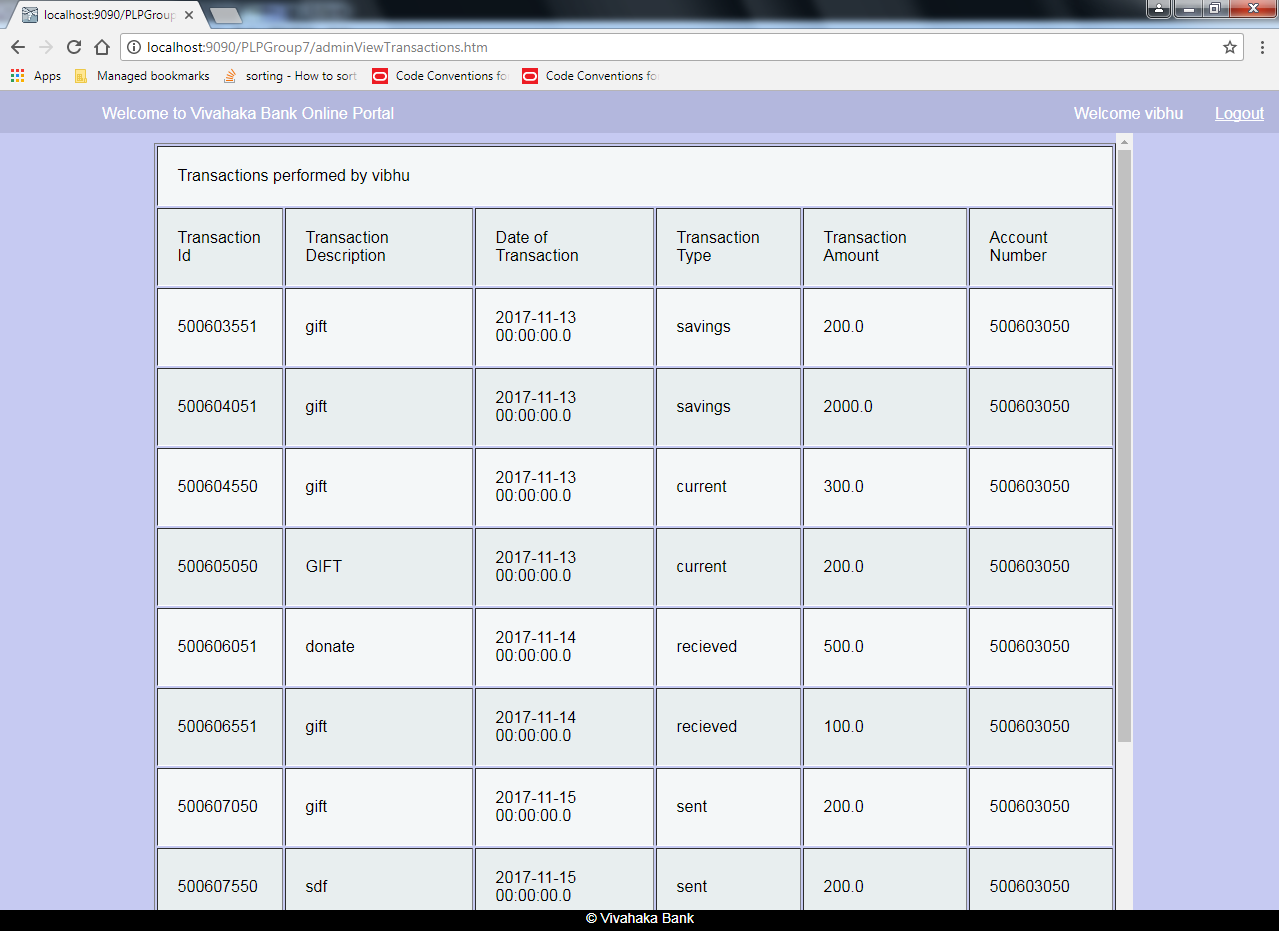 localhost:9090/PLPGroup
localhost:9090/PLPGroup7/adminViewTransactions.htm
Apps Managed bookmarks sorting - How to sort Code Conventions fo Code Conventions fo
Welcome to Vivahaka Bank Online Portal Welcome vibhu Logout
Transactions performed by vibhu
Transaction Id Transaction Description Date of Transaction Transaction Type Transaction Amount Account Number
500603551 gift 2017-11-13 00:00:00.0 savings 200.0 500603050
500604051 gift 2017-11-13 00:00:00.0 savings 2000.0 500603050
500604550 gift 2017-11-13 00:00:00.0 current 300.0 500603050
500605050 GIFT 2017-11-13 00:00:00.0 current 200.0 500603050
500606051 donate 2017-11-14 00:00:00.0 recieved 500.0 500603050
500606551 gift 2017-11-14 00:00:00.0 recieved 100.0 500603050
500607050 gift 2017-11-15 00:00:00.0 sent 200.0 500603050
500607550 sdf 2017-11-15 00:00:00.0 sent 200.0 500603050
© Vivahaka Bank